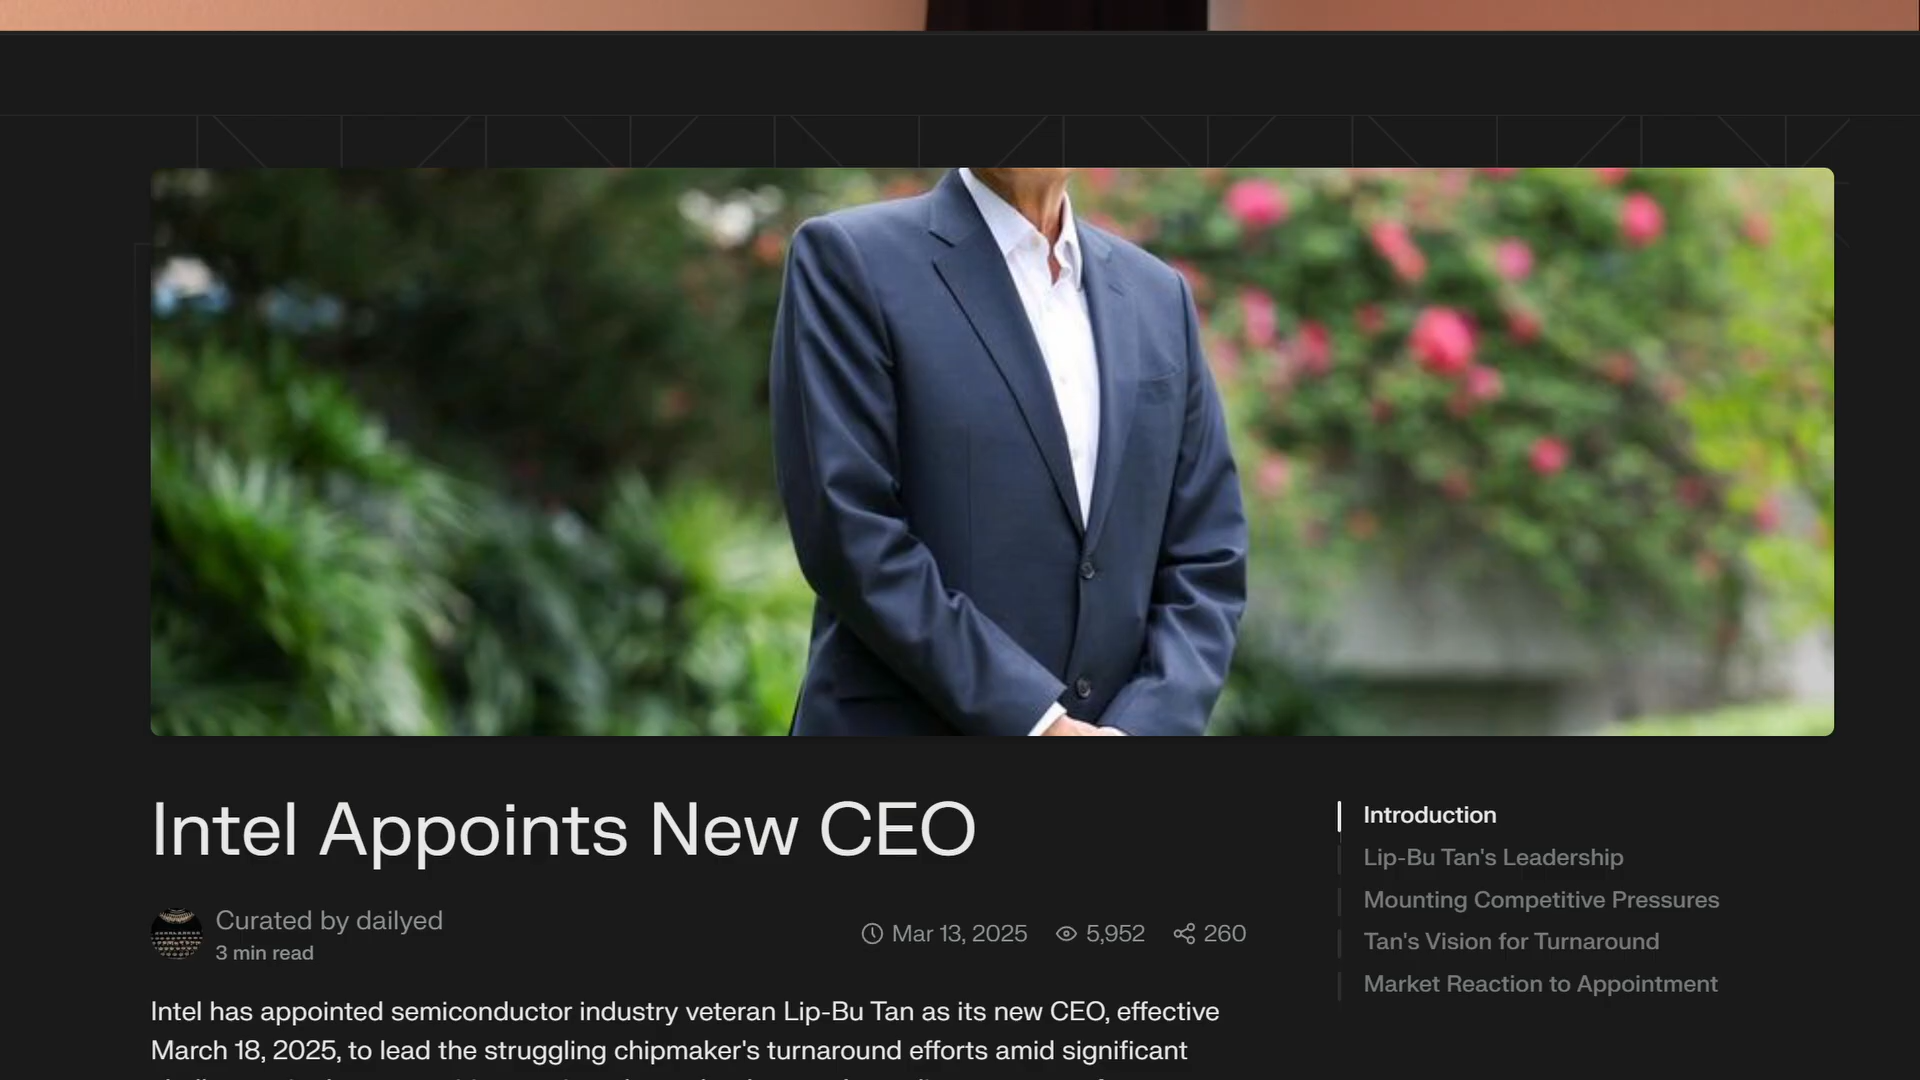 Intel Appoints New CEO
Curated by dailyed
3 min read
Mar 13, 2025 5,952 260
Intel has appointed semiconductor industry veteran Lip-Bu Tan as its new CEO, effective
March 18, 2025, to lead the struggling chipmaker's turnaround efforts amid significant
Introduction
Lip-Bu Tan's Leadership
Mounting Competitive Pressures
Tan's Vision for Turnaround
Market Reaction to Appointment